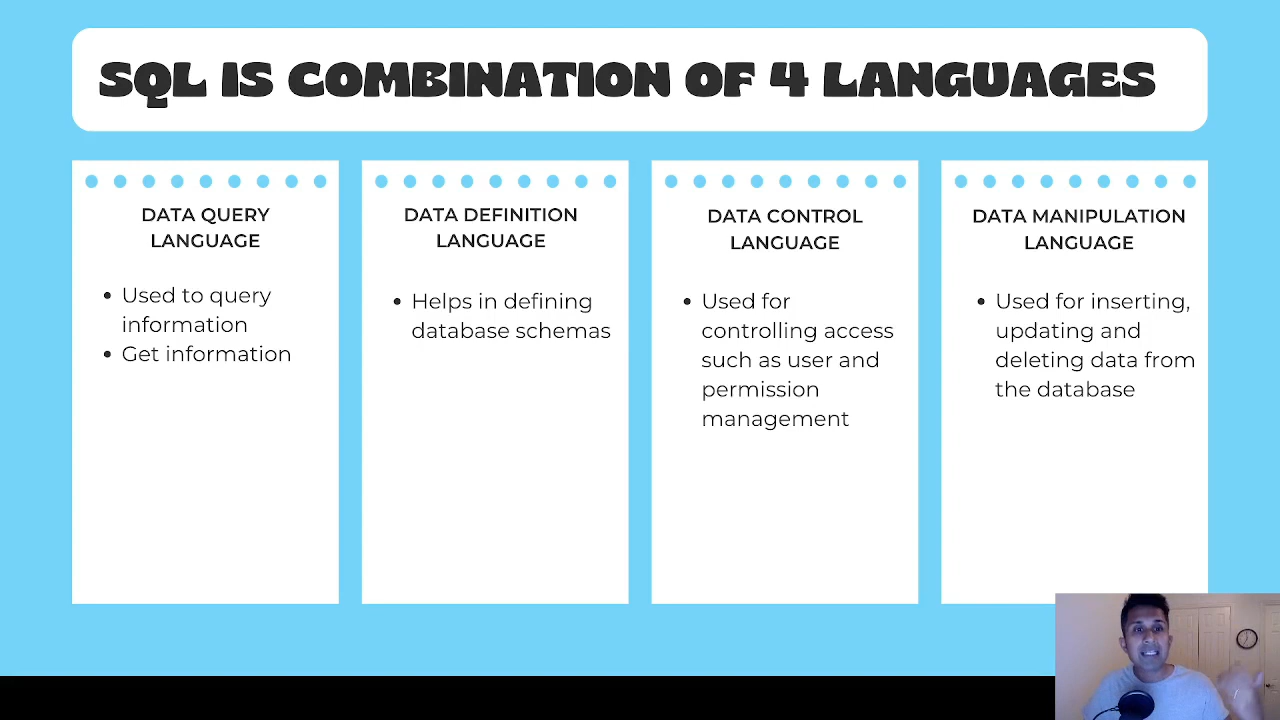 SQL IS COMBINATION OF 4 LANGUAGES
DATA QUERY
LANGUAGE
• Used to query
information
• Get information
DATA DEFINITION
LANGUAGE
• Helps in defining
database schemas
DATA CONTROL
LANGUAGE
• Used for
controlling access
such as user and
permission
management
DATA MANIPULATION
LANGUAGE
• Used for inserting,
updating and
deleting data from
the database